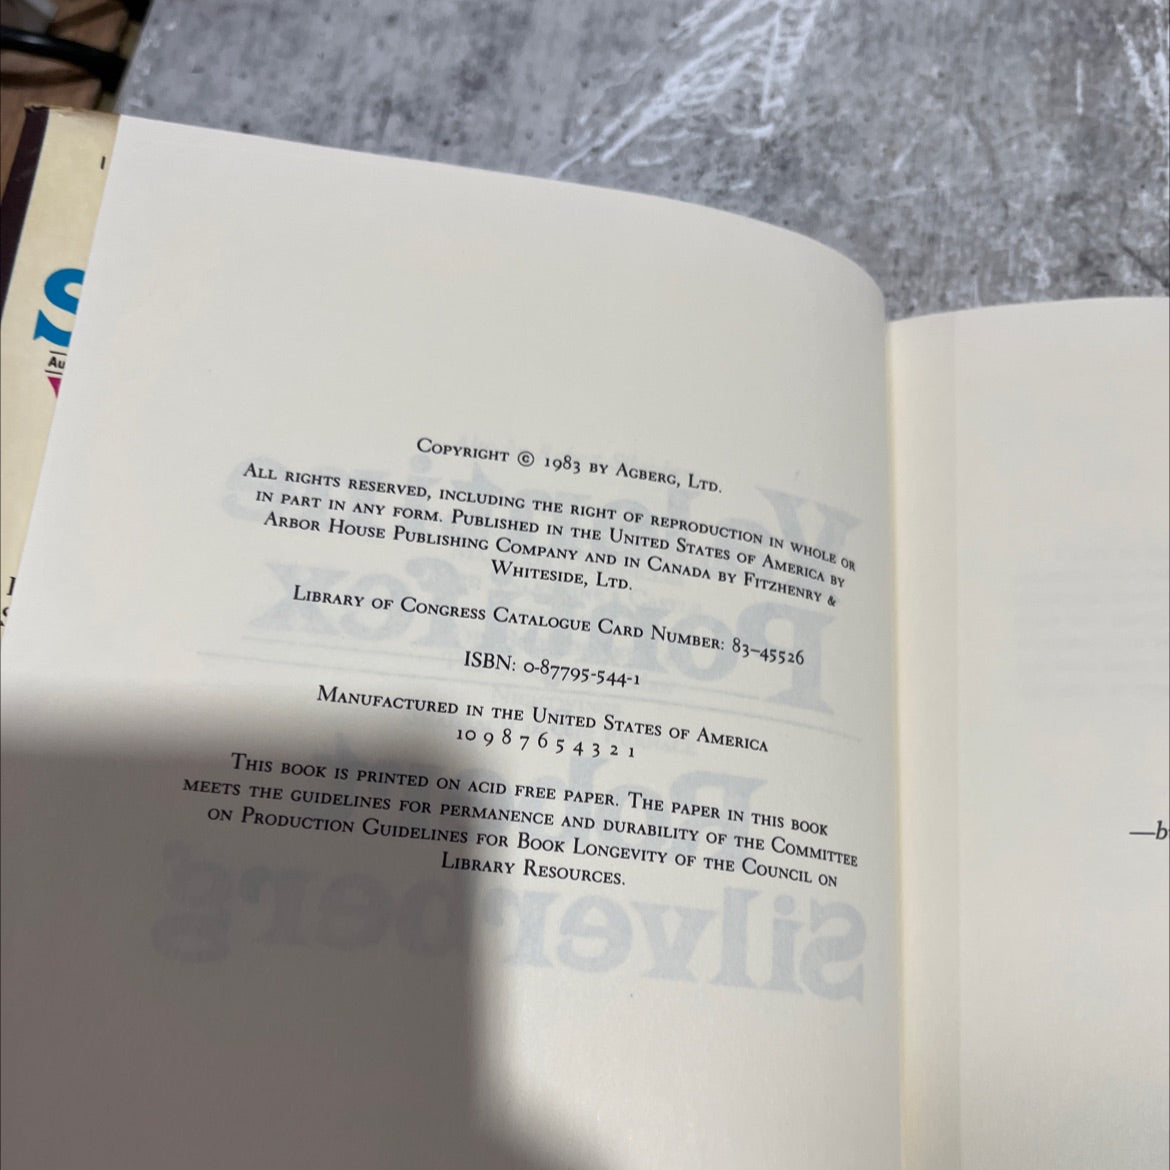 COPYRIGHT © 1983 BY AGBERG, LTD.
ALL RIGHTS RESERVED, INCLUDING THE RIGHT OF REPRODUCTION IN WHOLE OR
IN PART IN ANY FORM. PUBLISHED IN THE UNITED STATES OF AMERICA BY
ARBOR HOUSE PUBLISHING COMPANY AND IN CANADA BY FITZHENRY &
WHITESIDE, LTD.
LIBRARY OF CONGRESS CATALOGUE CARD NUMBER: 83-45526
ISBN: 0-87795-544-1
MANUFACTURED IN THE UNITED STATES OF AMERICA
10 9 8 7 6 5 4 3 2 1
THIS BOOK IS PRINTED ON ACID FREE PAPER. THE PAPER IN THIS BOOK
MEETS THE GUIDELINES FOR PERMANENCE AND DURABILITY OF THE COMMITTEE
ON PRODUCTION GUIDELINES FOR BOOK LONGEVITY OF THE COUNCIL ON
LIBRARY RESOURCES.
Pontifex
Silverberg